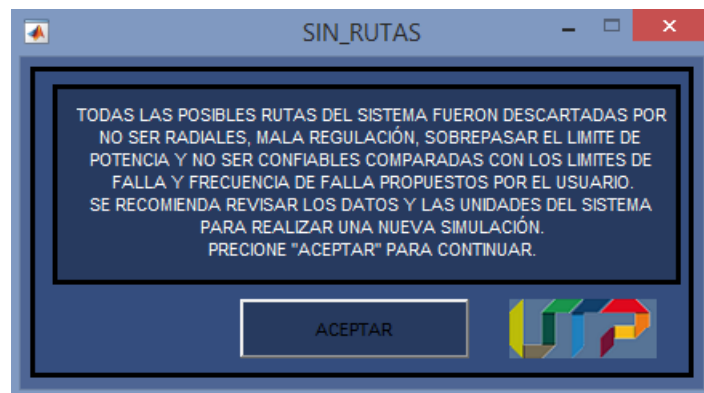 SIN_RUTAS
TODAS LAS POSIBLES RUTAS DEL SISTEMA FUERON DESCARTADAS POR
NO SER RADIALES, MALA REGULACIÓN, SOBREPASAR EL LIMITE DE
POTENCIA Y NO SER CONFIABLES COMPARADAS CON LOS LIMITES DE
FALLA Y FRECUENCIA DE FALLA PROPUESTOS POR EL USUARIO.
SE RECOMIENDA REVISAR LOS DATOS Y LAS UNIDADES DEL SISTEMA
PARA REALIZAR UNA NUEVA SIMULACIÓN.
PRECIONE "ACEPTAR" PARA CONTINUAR.
ACEPTAR
UTP